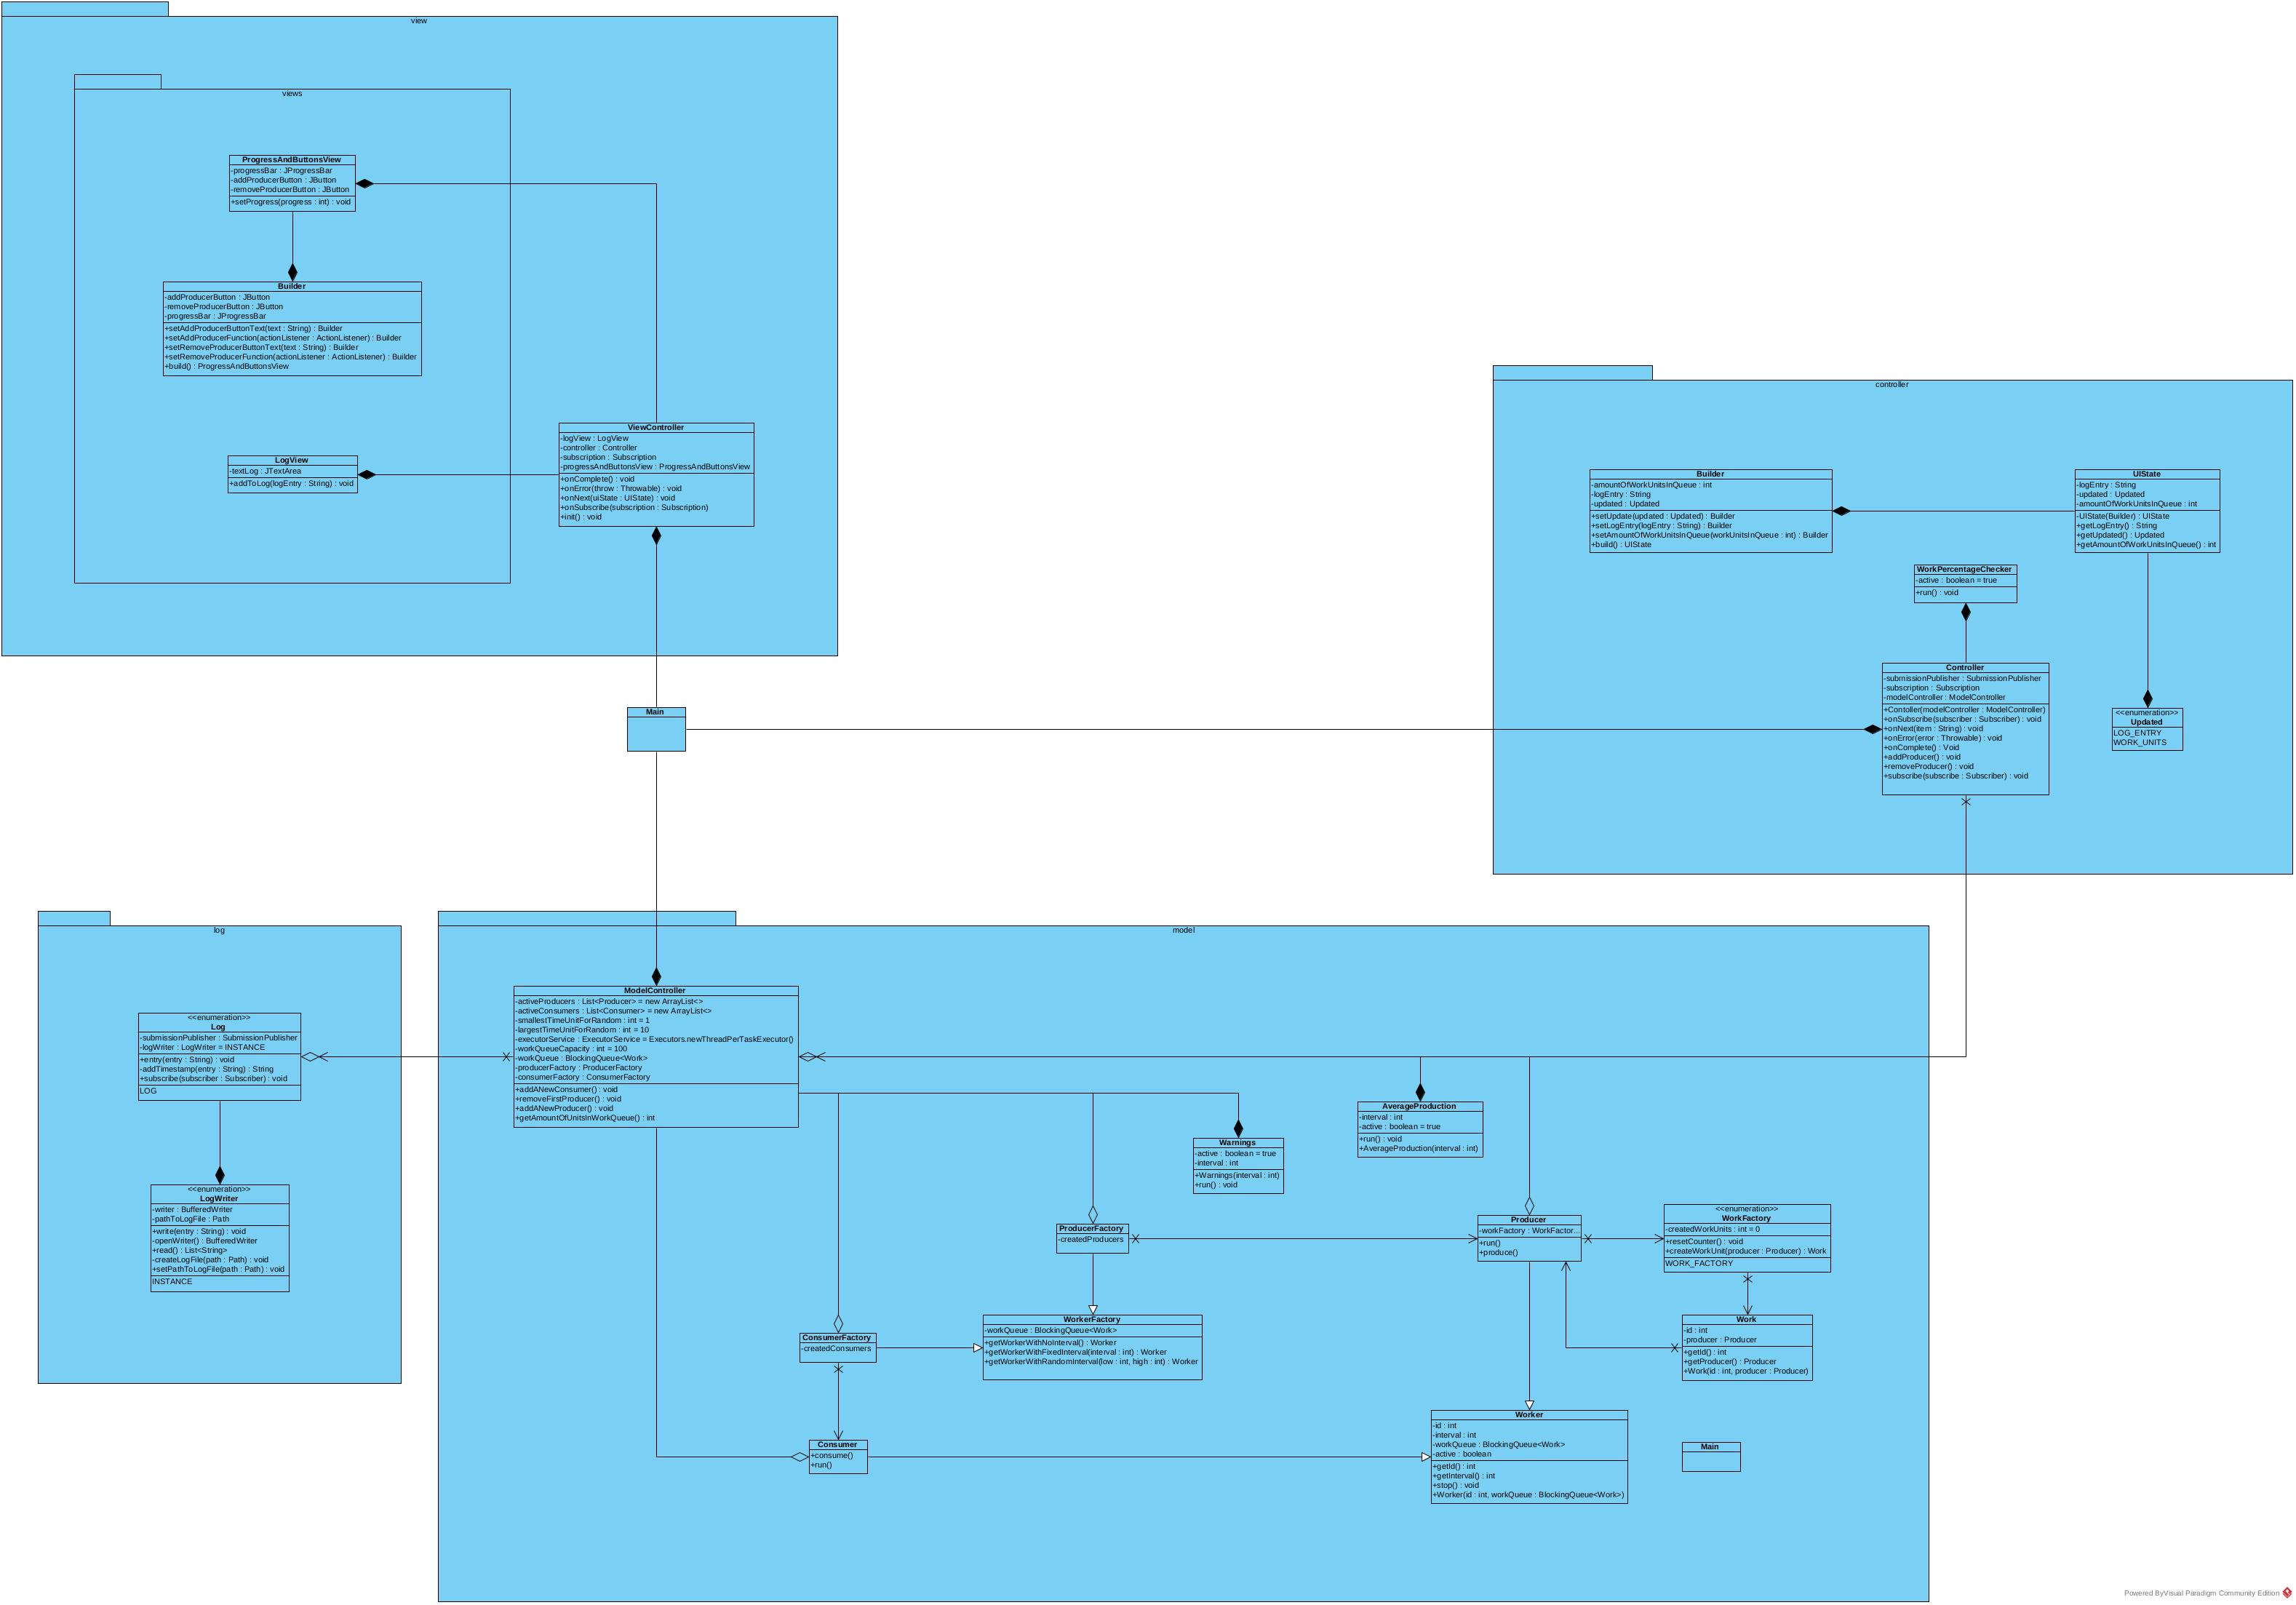 view
views
ProgressAndButtonsView
-progressBar : JProgressBar
-addProducerButton : JButton
-removeProducerButton : JButton
+setProgress(progress : int) : void
Builder
-addProducerButton : JButton
-removeProducerButton : JButton
-progressBar : JProgressBar
+setAddProducerButtonText(text : String) : Builder
+setAddProducerFunction(actionListener : ActionListener) : Builder
+setRemoveProducerButtonText(text : String) : Builder
+setRemoveProducerFunction(actionListener : ActionListener) : Builder
+build() : ProgressAndButtonsView
LogView
-textLog : JTextArea
+addToLog(logEntry : String) : void
ViewController
-logView : LogView
-controller : Controller
-subscription : Subscription
-progressAndButtonsView : ProgressAndButtonsView
+onComplete() : void
+onError(throw : Throwable) : void
+onNext(uiState : UIState) : void
+onSubscribe(subscription : Subscription)
+init() : void
controller
Builder
-amountOfWorkUnitsInQueue : int
-logEntry : String
-updated : Updated
+setUpdate(updated : Updated) : Builder
+setLogEntry(logEntry : String) : Builder
+setAmountOfWorkUnitsInQueue(workUnitsInQueue : int) : Builder
+build() : UIState
UIState
-logEntry : String
-updated : Updated
-amountOfWorkUnitsInQueue : int
-UIState(Builder) : UIState
+getLogEntry() : String
+getUpdated() : Updated
+getAmountOfWorkUnitsInQueue() : int
WorkPercentageChecker
-active : boolean = true
+run() : void
Controller
-submissionPublisher : SubmissionPublisher
-subscription : Subscription
-modelController : ModelController
+Contoller(modelController : ModelController)
+onSubscribe(subscriber : Subscriber) : void
+onNext(item : String) : void
+onError(error : Throwable) : void
+onComplete() : Void
+addProducer() : void
+removeProducer() : void
+subscribe(subscribe : Subscriber) : void
<<enumeration>>
Updated
LOG_ENTRY
WORK_UNITS
Main
log
<<enumeration>>
Log
-submissionPublisher : SubmissionPublisher
-logWriter : LogWriter = INSTANCE
+entry(entry : String) : void
-addTimestamp(entry : String) : String
+subscribe(subscriber : Subscriber) : void
LOG
<<enumeration>>
LogWriter
-writer : BufferedWriter
-pathToLogFile : Path
+write(entry : String) : void
-openWriter() : BufferedWriter
+read() : List<String>
-createLogFile(path : Path) : void
+setPathToLogFile(path : Path) : void
INSTANCE
model
ModelController
-activeProducers : List<Producer> = new ArrayList<>
-activeConsumers : List<Consumer> = new ArrayList<>
-smallestTimeUnitForRandom : int = 1
-largestTimeUnitForRandom : int = 10
-executorService : ExecutorService = Executors.newThreadPerTaskExecutor()
-workQueueCapacity : int = 100
-workQueue : BlockingQueue<Work>
-producerFactory : ProducerFactory
-consumerFactory : ConsumerFactory
+addANewConsumer() : void
+removeFirstProducer() : void
+addANewProducer() : void
+getAmountOfUnitsInWorkQueue() : int
Warnings
-active : boolean = true
-interval : int
+Warnings(interval : int)
+run() : void
AverageProduction
-interval : int
-active : boolean = true
+run() : void
+AverageProduction(interval : int)
ProducerFactory
-createdProducers
Producer
-workFactory : WorkFactor...
+run()
+produce()
<<enumeration>>
WorkFactory
-createdWorkUnits : int = 0
+resetCounter() : void
+createWorkUnit(producer : Producer) : Work
WORK_FACTORY
ConsumerFactory
-createdConsumers
WorkerFactory
-workQueue : BlockingQueue<Work>
+getWorkerWithNoInterval() : Worker
+getWorkerWithFixedInterval(interval : int) : Worker
+getWorkerWithRandomInterval(low : int, high : int) : Worker
Work
-id : int
-producer : Producer
+getId() : int
+getProducer() : Producer
+Work(id : int, producer : Producer)
Consumer
+consume()
+run()
Worker
-id : int
-interval : int
-workQueue : BlockingQueue<Work>
-active : boolean
+getId() : int
+getInterval() : int
+stop() : void
+Worker(id : int, workQueue : BlockingQueue<Work>)
Main
Powered ByVisual Paradigm Community Edition